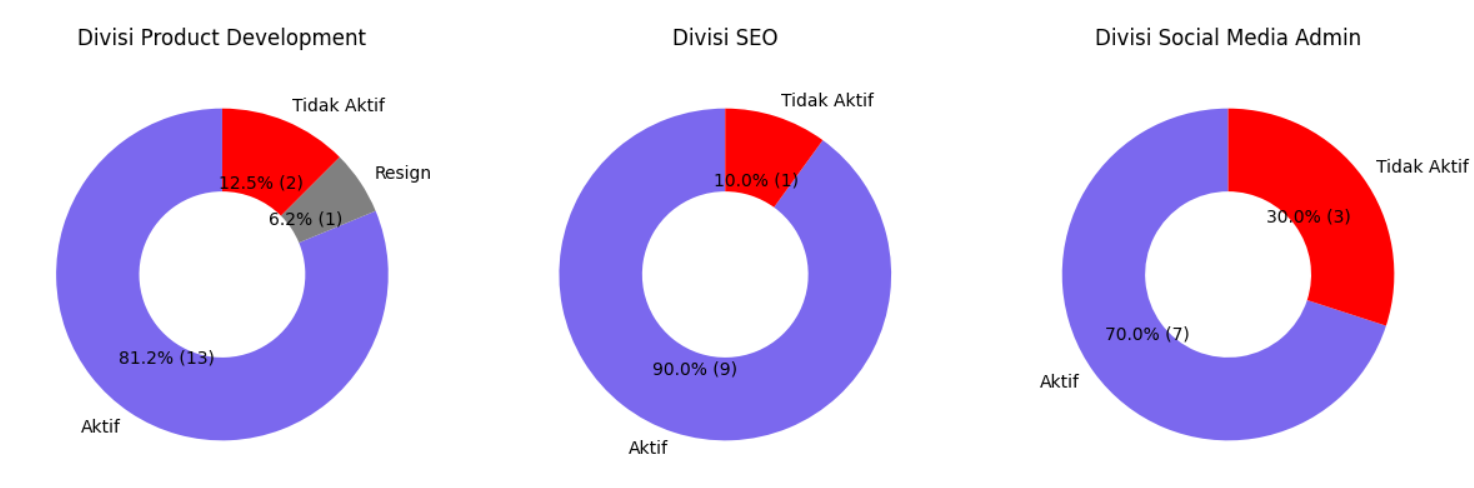 Divisi Product Development
Tidak Aktif
Resign
12.5% (2)
6.2% (1)
81.2% (13)
Aktif
Divisi SEO
Tidak Aktif
10.0% (1)
90.0% (9)
Aktif
Divisi Social Media Admin
Tidak Aktif
30.0% (3)
70.0% (7)
Aktif